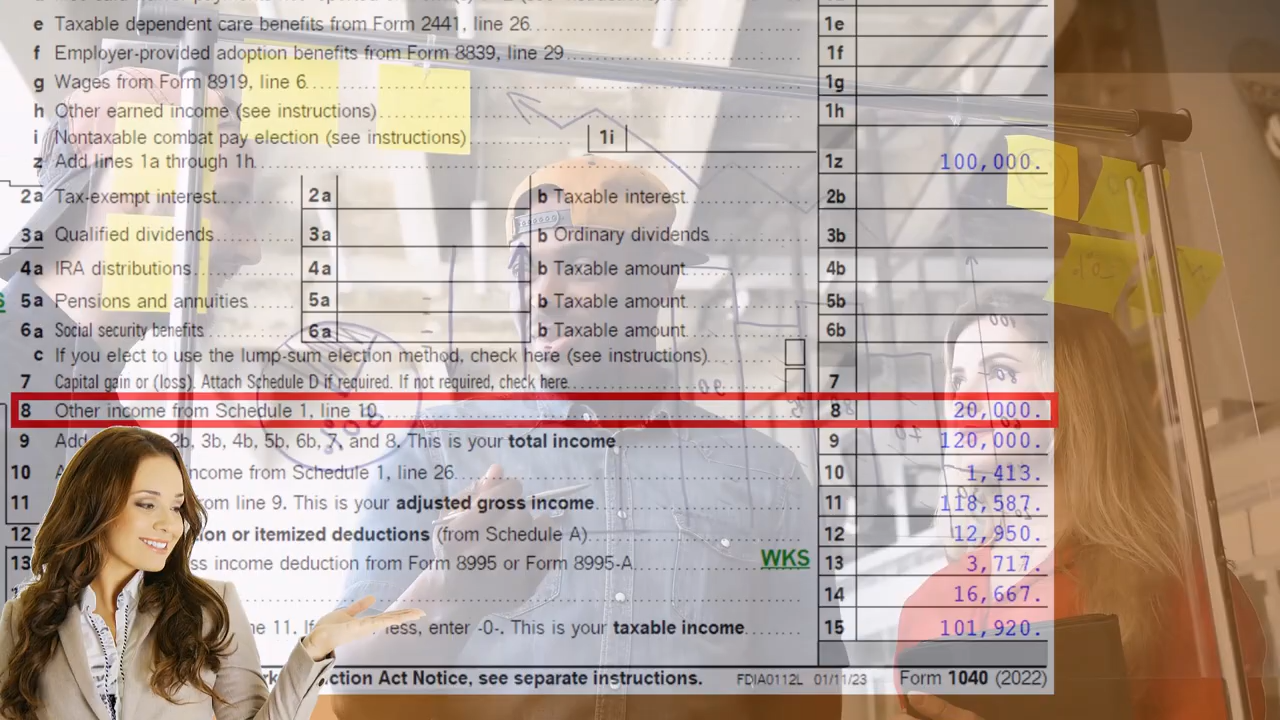 e Taxable dependent care benefits from Form 2441, line 26 1e
f Employer-provided adoption benefits from Form 8839, line 29 1f
g Wages from Form 8919, line 6 1g
h Other earned income (see instructions) 1h
i Nontaxable combat pay election (see instructions) 1i
z Add lines 1a through 1h 1z 100,000.
2a Tax-exempt interest 2a b Taxable interest 2b
3a Qualified dividends 3a b Ordinary dividends 3b
4a IRA distributions 4a b Taxable amount 4b
5a Pensions and annuities 5a b Taxable amount 5b
6a Social security benefits 6a b Taxable amount 6b
c If you elect to use the lump-sum election method, check here (see instructions)
7 Capital gain or (loss). Attach Schedule D if required. If not required, check here 7
8 Other income from Schedule 1, line 10 8 20,000.
9 Add 2b, 3b, 4b, 5b, 6b, 7, and 8. This is your total income 9 120,000.
10 income from Schedule 1, line 26 10 1,413.
11 from line 9. This is your adjusted gross income 11 118,587.
12 or itemized deductions (from Schedule A) 12 12,950.
13 income deduction from Form 8995 or Form 8995-A WKS 13 3,717.
14 16,667.
11. If less, enter -0-. This is your taxable income 15 101,920.
Act Notice, see separate instructions. FDIA0112L 01/11/23 Form 1040 (2022)